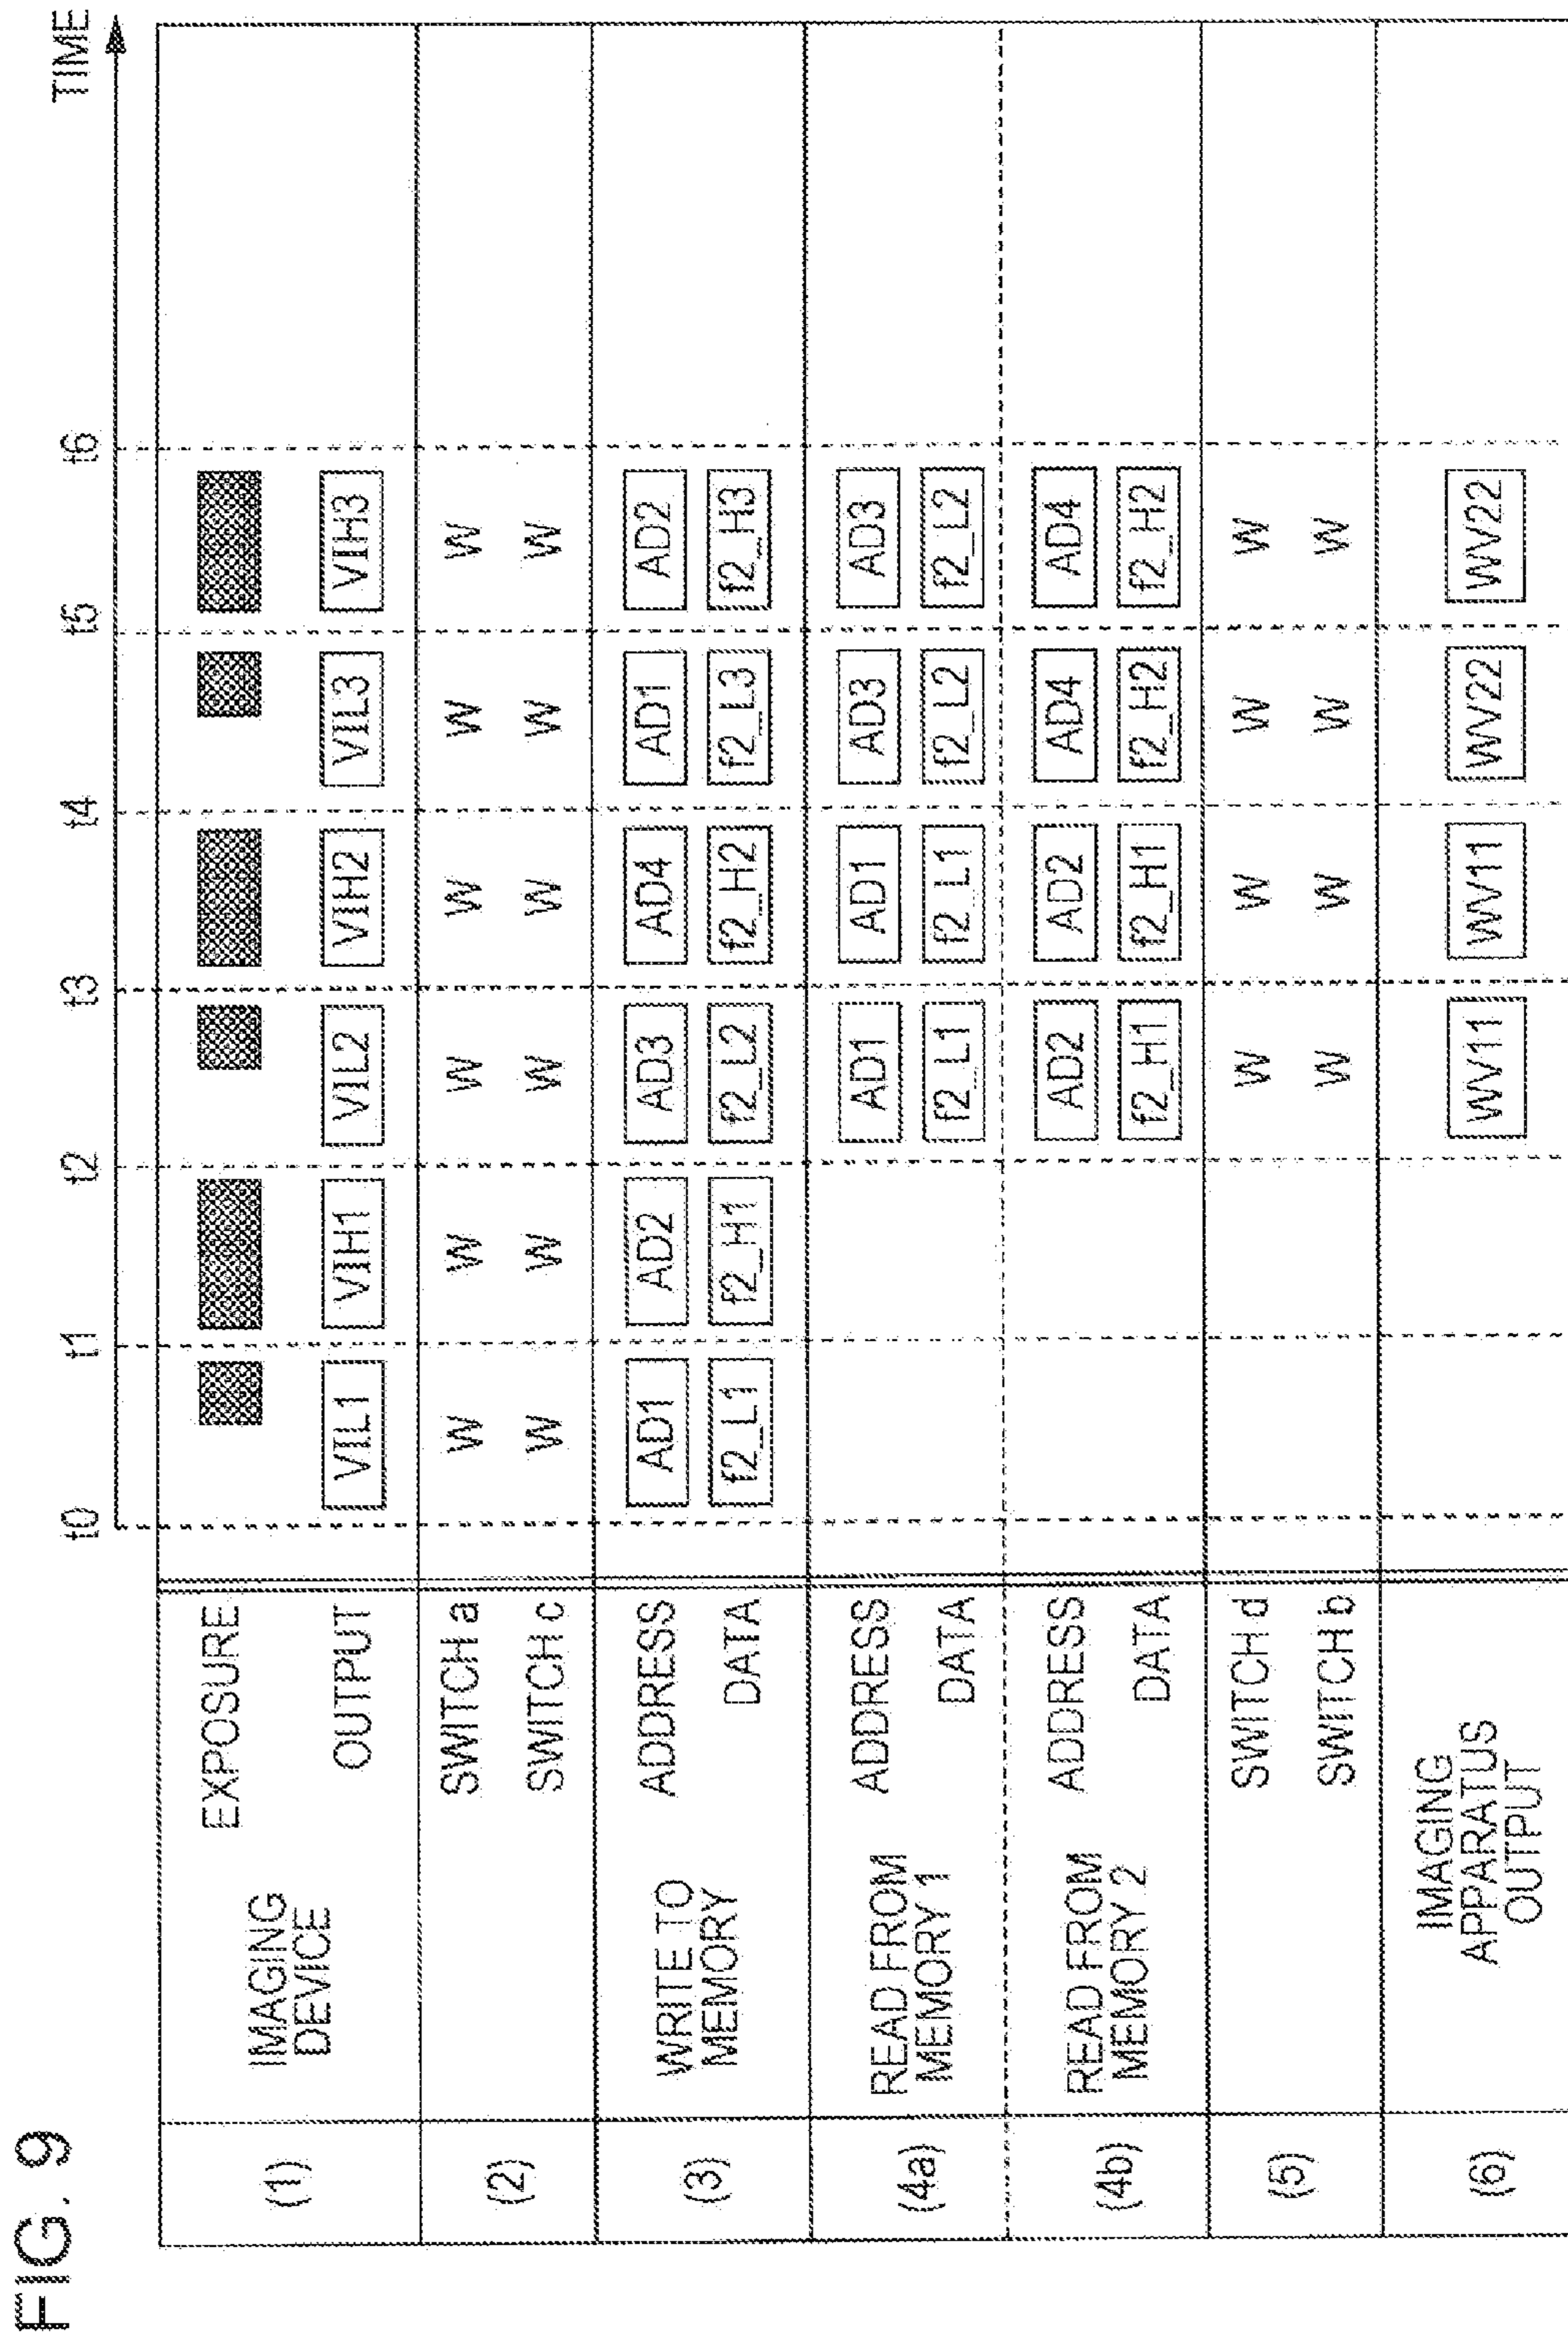 FIG. 9
TIME
t0 t1 t2 t3 t4 t5 t6
(1) IMAGING DEVICE
EXPOSURE
OUTPUT VIL1 VIH1 VIL2 VIH2 VIL3 VIH3
(2) SWITCH a W W W W W W
SWITCH c W W W W W W
(3) WRITE TO MEMORY
ADDRESS AD1 AD2 AD3 AD4 AD1 AD2
DATA f2_L1 f2_H1 f2_L2 f2_H2 f2_L3 f2_H3
(4a) READ FROM MEMORY 1
ADDRESS AD1 AD1 AD3 AD3
DATA f2_L1 f2_L1 f2_L2 f2_L2
(4b) READ FROM MEMORY 2
ADDRESS AD2 AD2 AD4 AD4
DATA f2_H1 f2_H1 f2_H2 f2_H2
(5) SWITCH d W W W W
SWITCH b W W W W
(6) IMAGING APPARATUS OUTPUT WV11 WV11 WV22 WV22